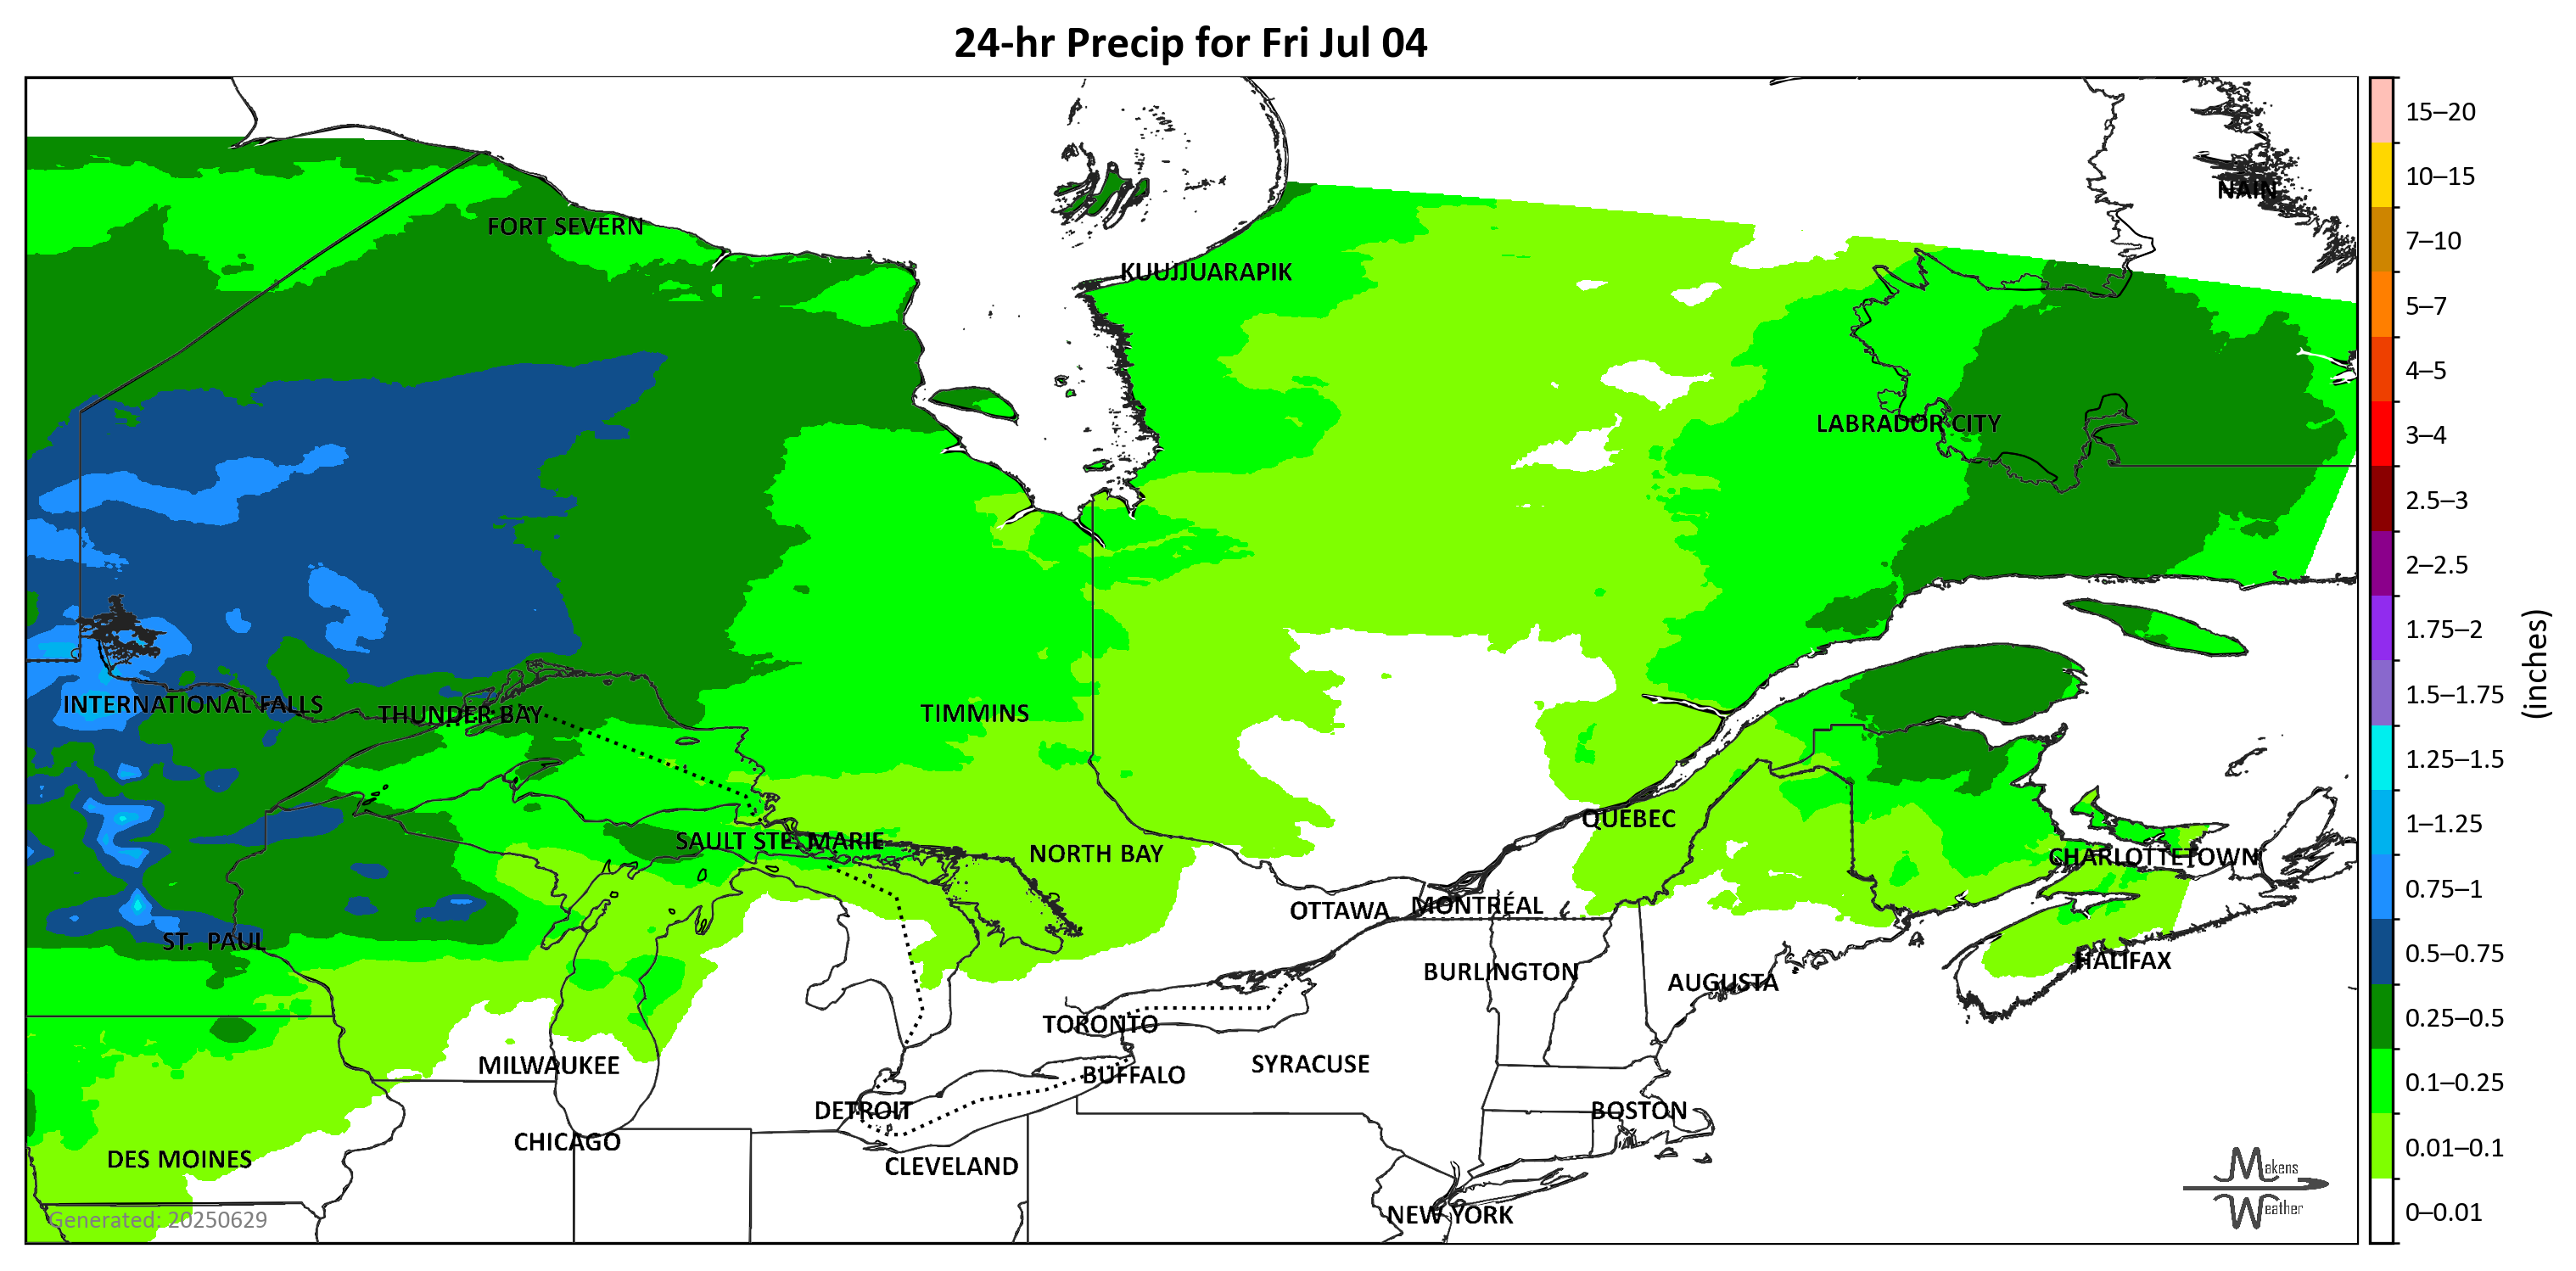 24-hr Precip for Fri Jul 04
NAIN
FORT SEVERN
KUUJJUARAPIK
LABRADOR CITY
INTERNATIONAL FALLS
THUNDER BAY
TIMMINS
QUEBEC
SAULT STE. MARIE
NORTH BAY
CHARLOTTETOWN
OTTAWA
MONTRÉAL
ST. PAUL
HALIFAX
BURLINGTON
AUGUSTA
TORONTO
MILWAUKEE
BUFFALO
SYRACUSE
DETROIT
BOSTON
CHICAGO
DES MOINES
CLEVELAND
NEW YORK
Generated: 20250629
Makens
Weather
15–20
10–15
7–10
5–7
4–5
3–4
2.5–3
2–2.5
1.75–2
1.5–1.75
1.25–1.5
1–1.25
0.75–1
0.5–0.75
0.25–0.5
0.1–0.25
0.01–0.1
0–0.01
(inches)